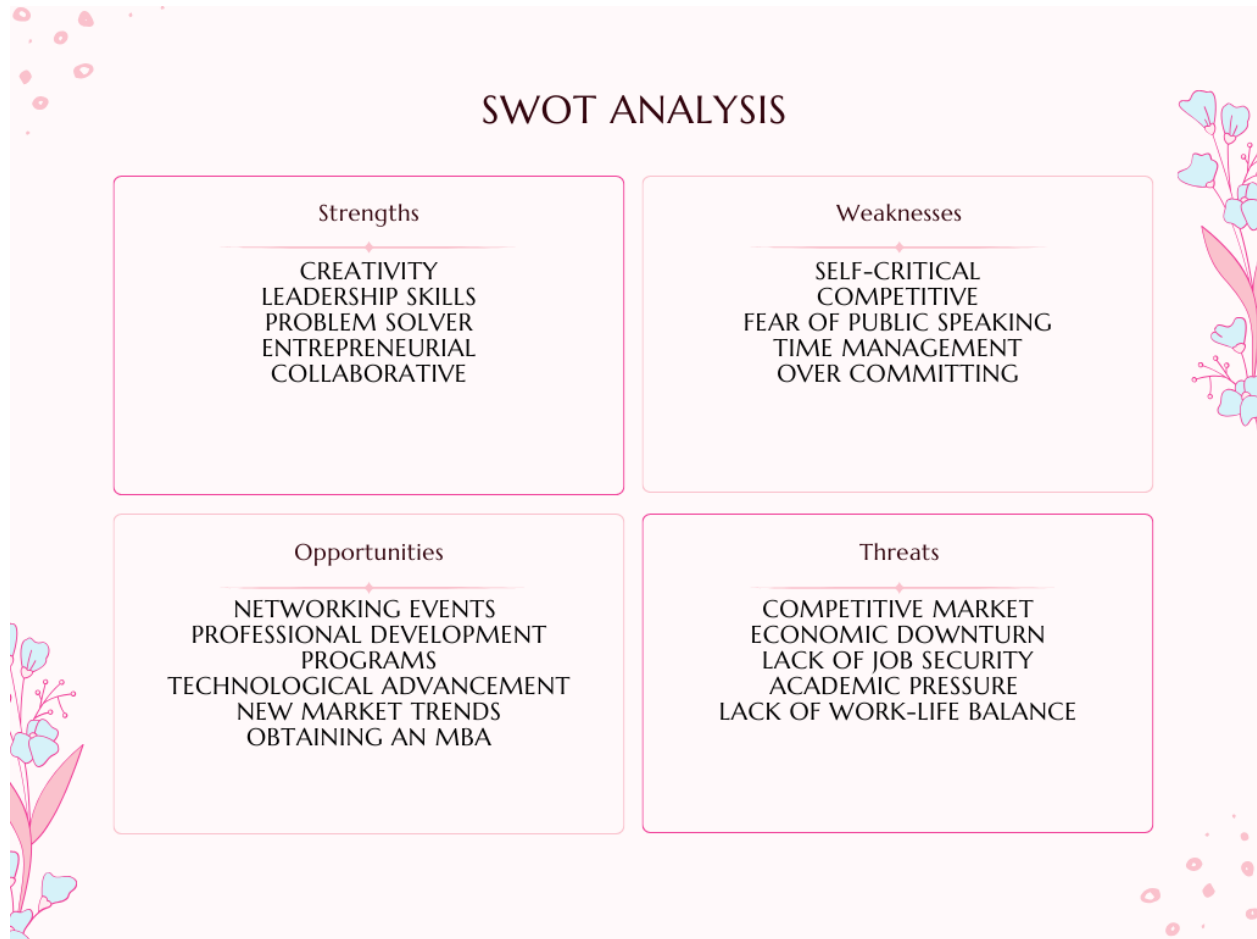 SWOT ANALYSIS
Strengths
CREATIVITY
LEADERSHIP SKILLS
PROBLEM SOLVER
ENTREPRENEURIAL
COLLABORATIVE
Weaknesses
SELF-CRITICAL
COMPETITIVE
FEAR OF PUBLIC SPEAKING
TIME MANAGEMENT
OVER COMMITTING
Opportunities
NETWORKING EVENTS
PROFESSIONAL DEVELOPMENT
PROGRAMS
TECHNOLOGICAL ADVANCEMENT
NEW MARKET TRENDS
OBTAINING AN MBA
Threats
COMPETITIVE MARKET
ECONOMIC DOWNTURN
LACK OF JOB SECURITY
ACADEMIC PRESSURE
LACK OF WORK-LIFE BALANCE